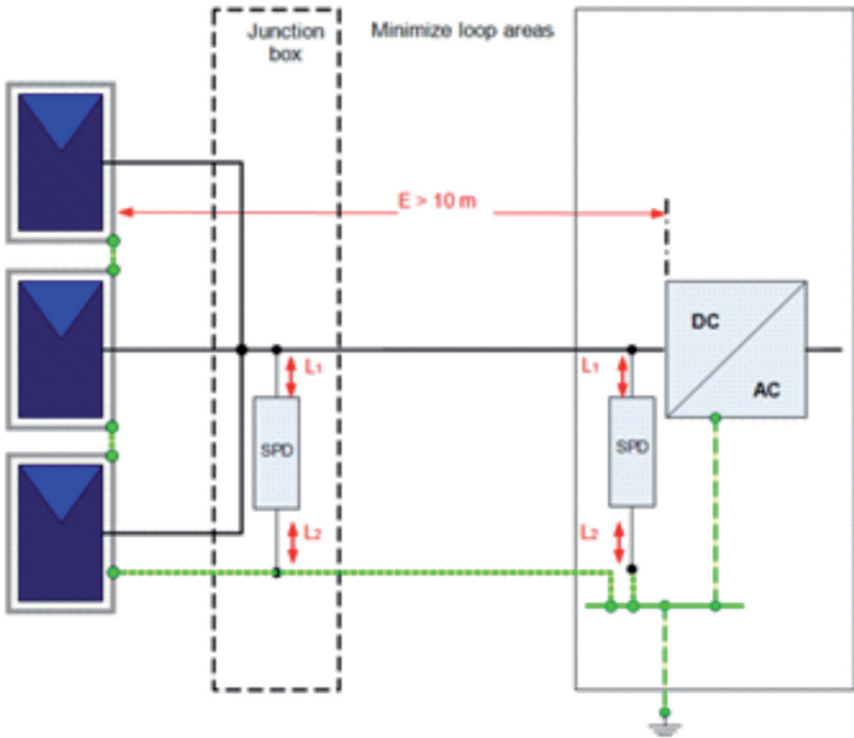 Junction
box
Minimize loop areas
E > 10 m
DC
AC
L1
L1
SPD
SPD
L2
L2